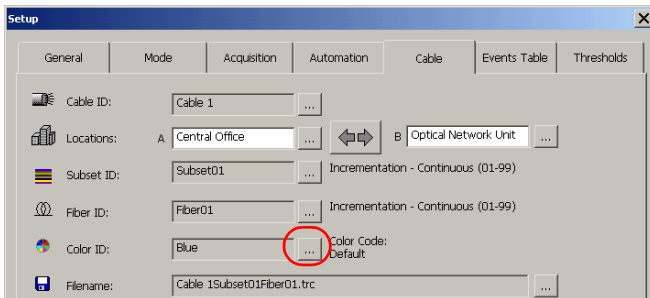 Setup
General Mode Acquisition Automation Cable Events Table Thresholds
Cable ID: Cable 1 ...
Locations: A Central Office ... B Optical Network Unit ...
Subset ID: Subset01 ... Incrementation - Continuous (01-99)
Fiber ID: Fiber01 ... Incrementation - Continuous (01-99)
Color ID: Blue ... Color Code:
Default
Filename: Cable 1Subset01Fiber01.trc ...